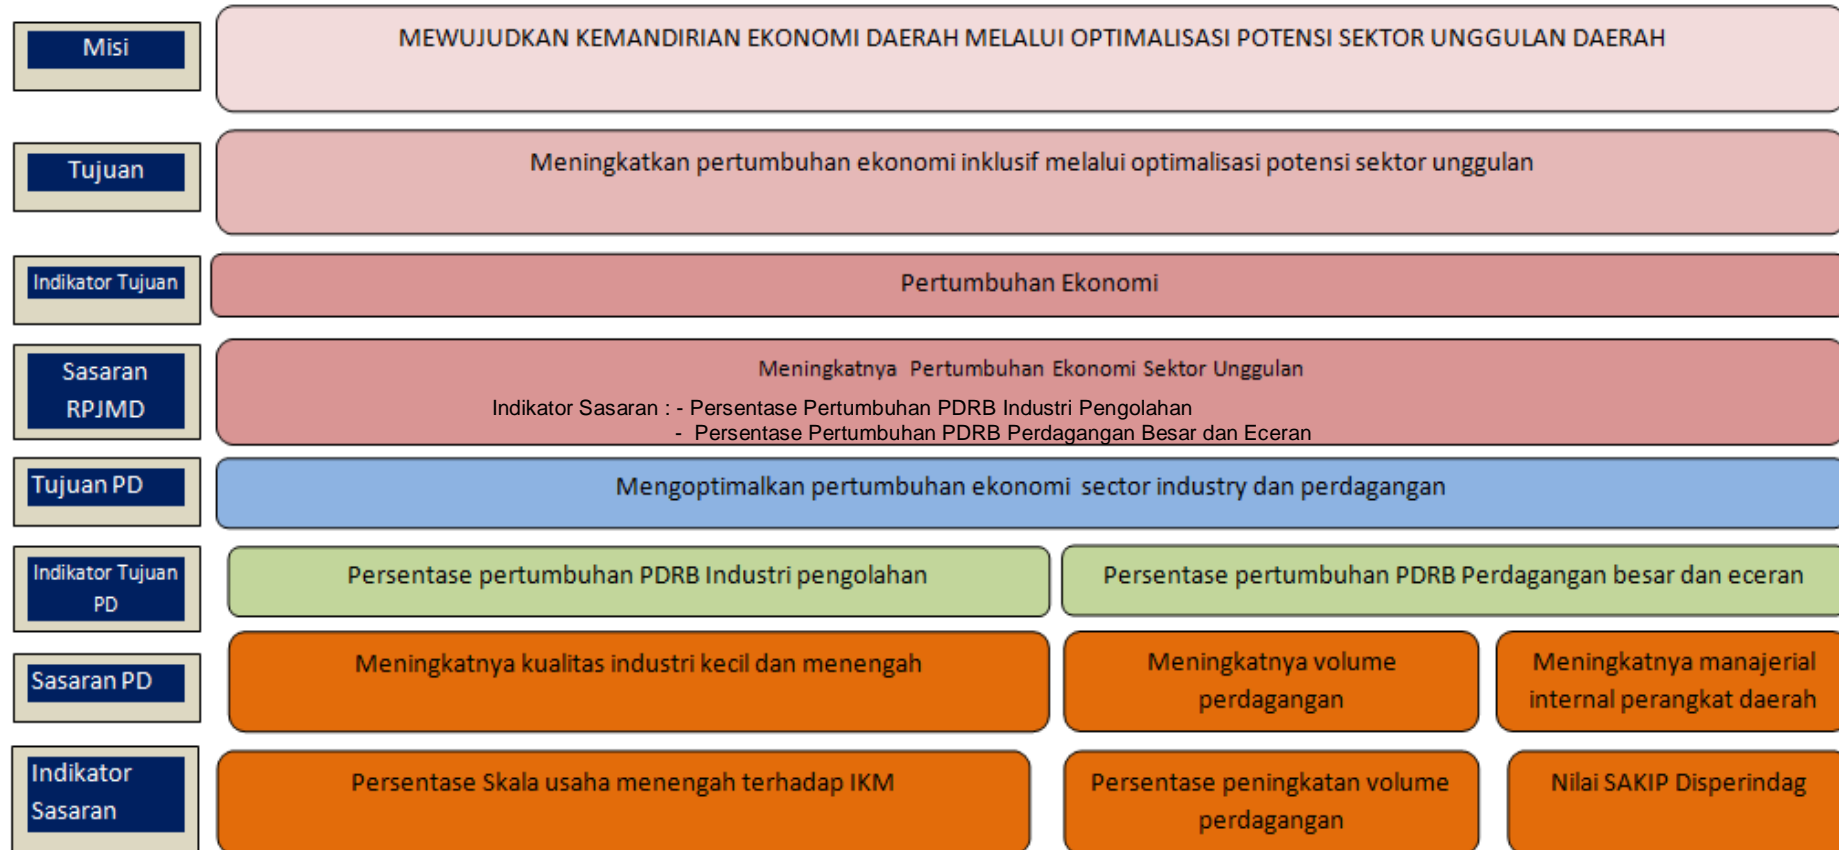 Misi
MEWUJUDKAN KEMANDIRIAN EKONOMI DAERAH MELALUI OPTIMALISASI POTENSI SEKTOR UNGGULAN DAERAH
Tujuan
Meningkatkan pertumbuhan ekonomi inklusif melalui optimalisasi potensi sektor unggulan
Indikator Tujuan
Pertumbuhan Ekonomi
Sasaran
RPJMD
Meningkatnya Pertumbuhan Ekonomi Sektor Unggulan
Indikator Sasaran : - Persentase Pertumbuhan PDRB Industri Pengolahan
- Persentase Pertumbuhan PDRB Perdagangan Besar dan Eceran
Tujuan PD
Mengoptimalkan pertumbuhan ekonomi sector industry dan perdagangan
Indikator Tujuan
PD
Persentase pertumbuhan PDRB Industri pengolahan
Persentase pertumbuhan PDRB Perdagangan besar dan eceran
Sasaran PD
Meningkatnya kualitas industri kecil dan menengah
Meningkatnya volume
perdagangan
Meningkatnya manajerial
internal perangkat daerah
Indikator
Sasaran
Persentase Skala usaha menengah terhadap IKM
Persentase peningkatan volume
perdagangan
Nilai SAKIP Disperindag